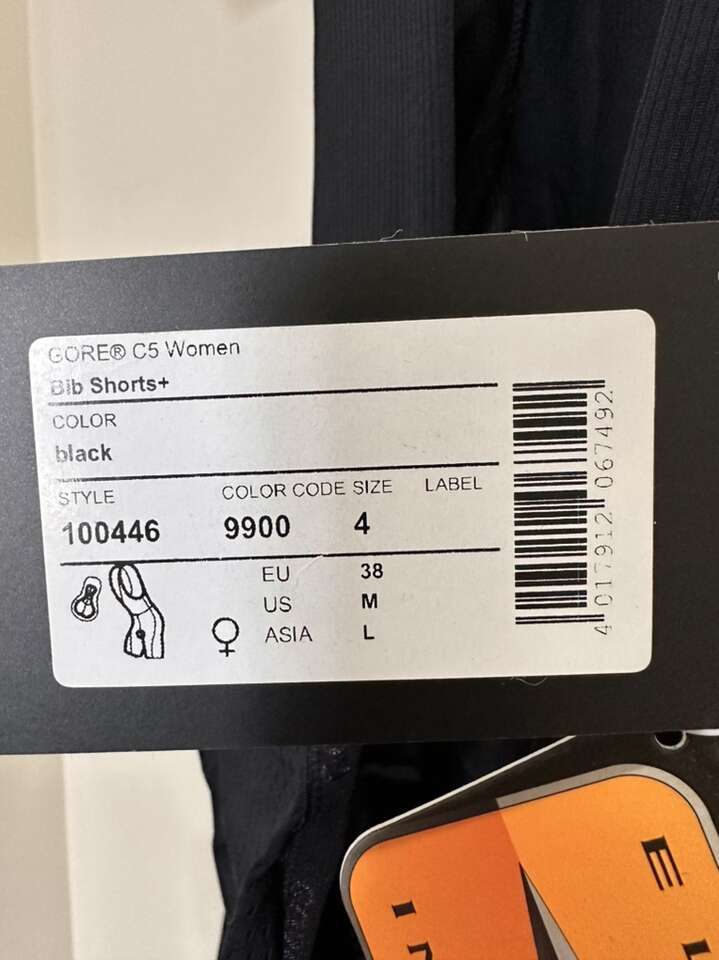 GORE® C5 Women
Bib Shorts+
COLOR
black
STYLE COLOR CODE SIZE LABEL
100446 9900 4
EU 38
US M
♀ ASIA L
4 017912 067492